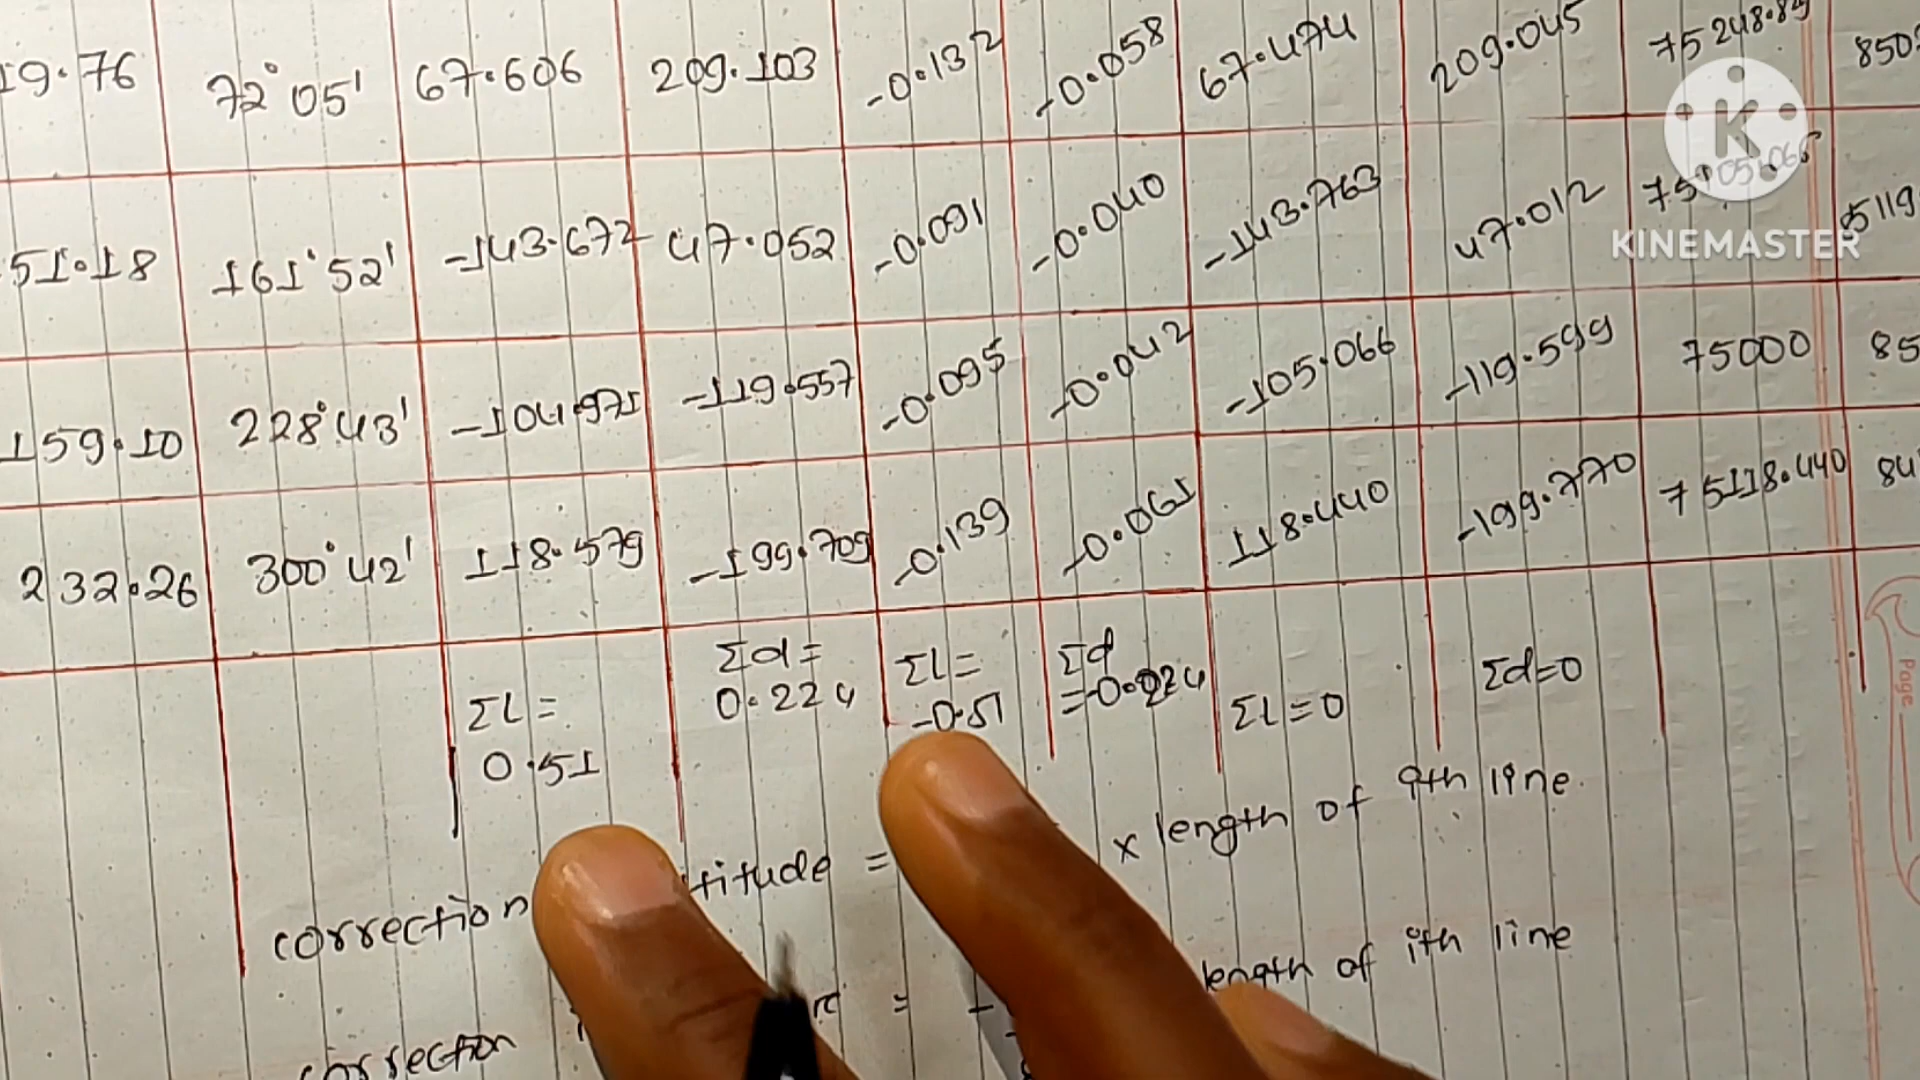 19.76 72°05' 67.606 209.103 -0.132 -0.058 67.474 209.045 75248.89 850
51.18 161°52' -143.672 47.052 -0.091 -0.040 -143.763 47.012 5119
159.10 228°43' -104.971 -119.557 -0.095 -0.042 -105.066 -119.599 75000 85
232.26 300°42' 118.579 -199.709 -0.139 -0.061 118.440 -199.770 75118.440 84
Σl = 0.51 Σd = 0.224 Σl = -0.51 Σd = -0.224 Σl = 0 Σd = 0
correction titude = x length of ith line
correction = - length of ith line
K
KINEMASTER
Page